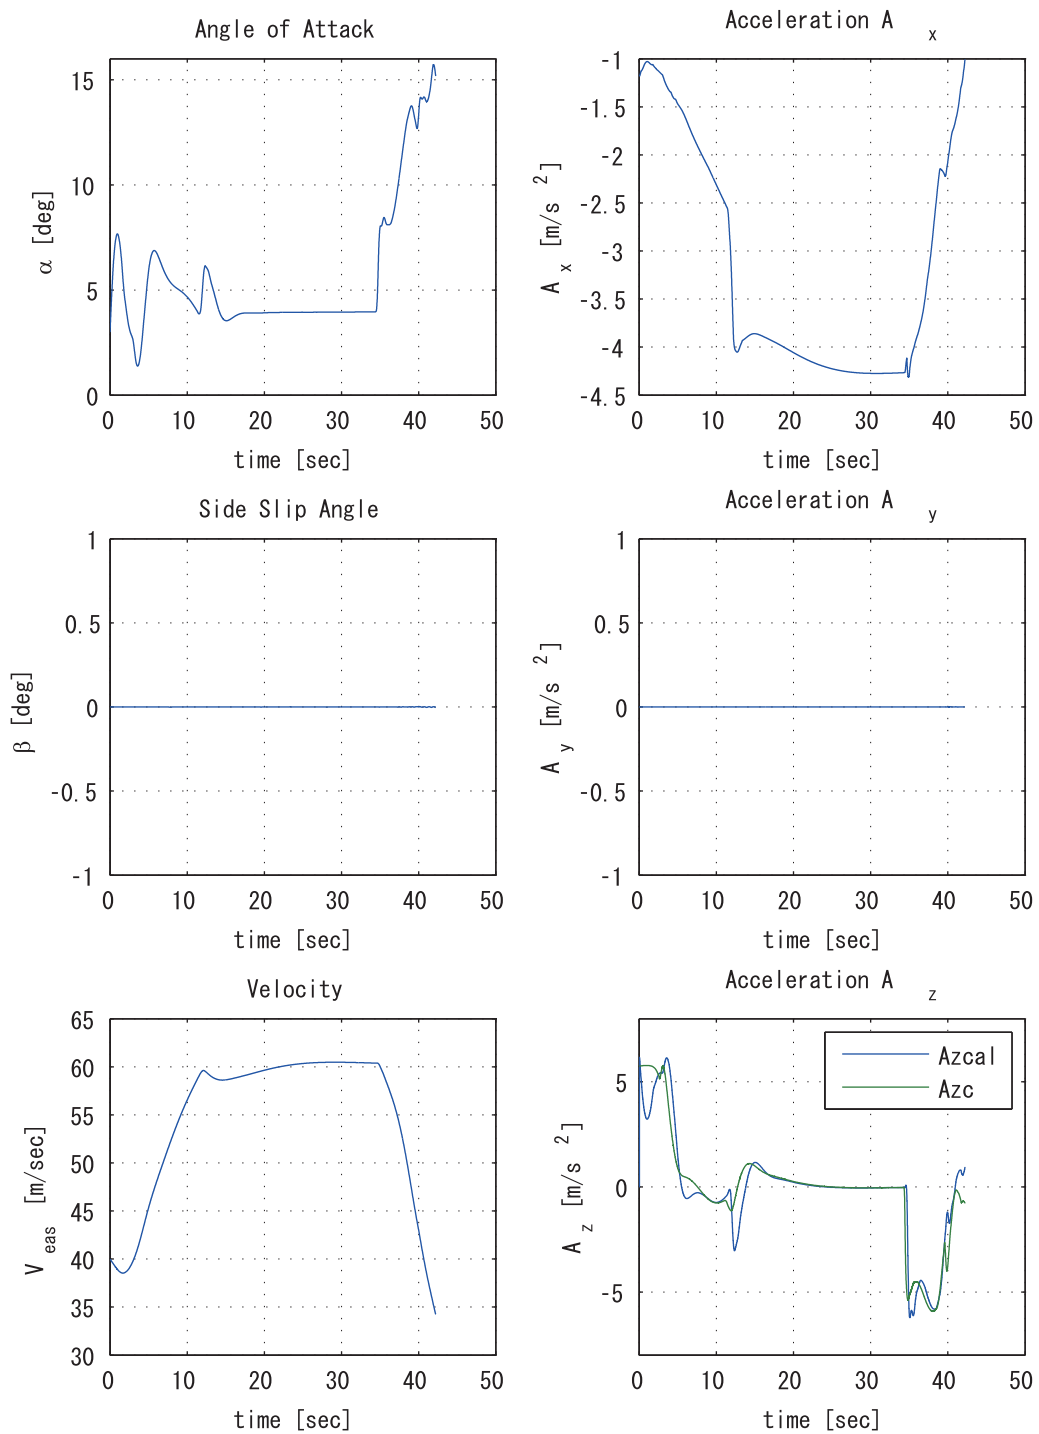 Angle of Attack
15
10
5
0
α [deg]
0 10 20 30 40 50
time [sec]
Acceleration A x
-1
-1.5
-2
-2.5
-3
-3.5
-4
-4.5
A x [m/s 2]
0 10 20 30 40 50
time [sec]
Side Slip Angle
1
0.5
0
-0.5
-1
β [deg]
0 10 20 30 40 50
time [sec]
Acceleration A y
1
0.5
0
-0.5
-1
A y [m/s 2]
0 10 20 30 40 50
time [sec]
Velocity
65
60
55
50
45
40
35
30
V eas [m/sec]
0 10 20 30 40 50
time [sec]
Acceleration A z
Azcal
Azc
5
0
-5
A z [m/s 2]
0 10 20 30 40 50
time [sec]